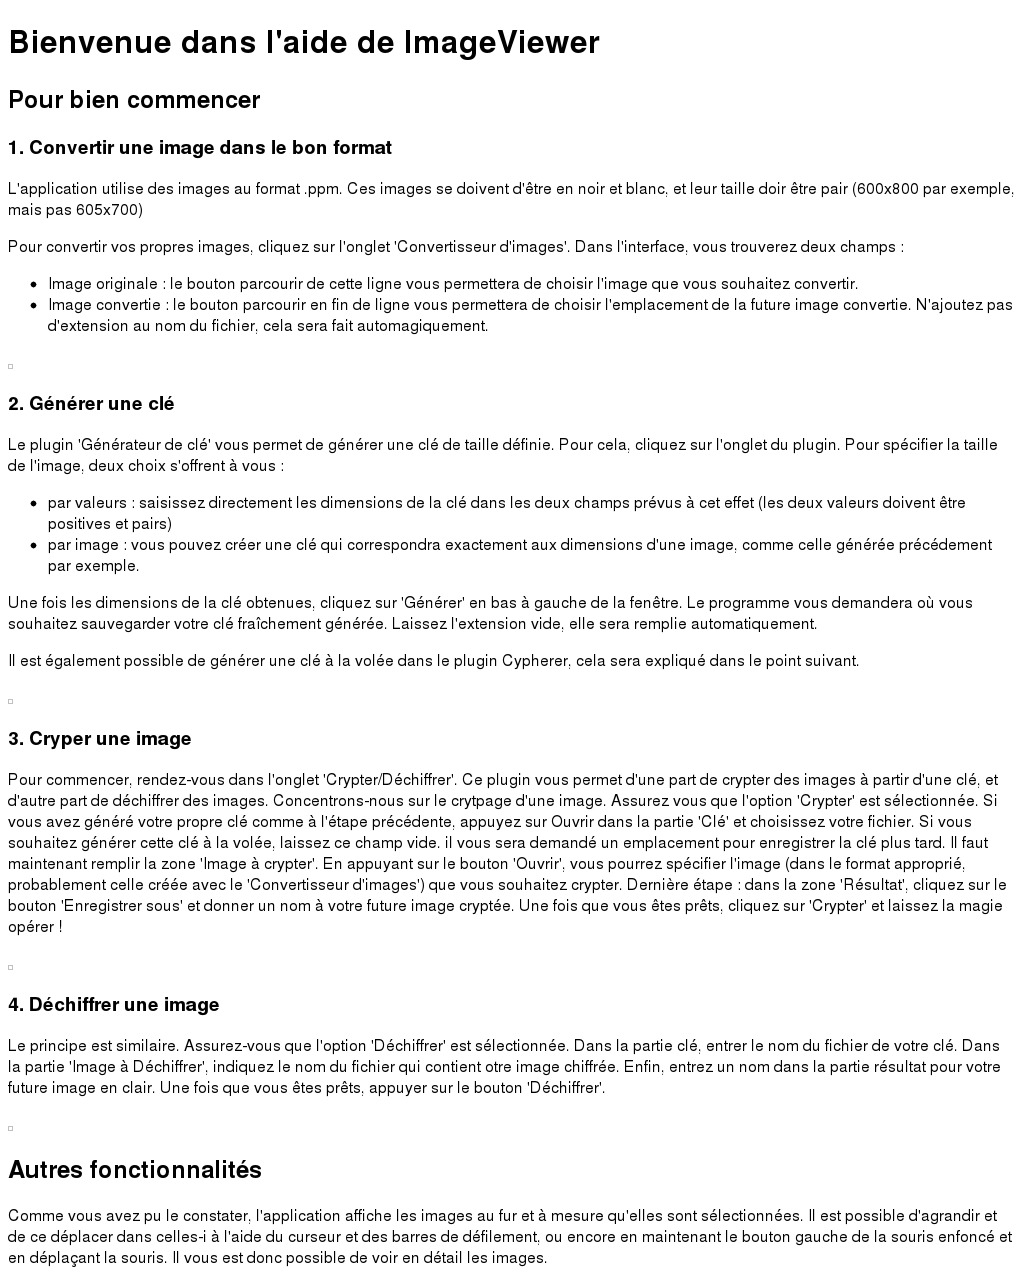 Bienvenue dans l'aide de ImageViewer
Pour bien commencer
1. Convertir une image dans le bon format
L'application utilise des images au format .ppm. Ces images se doivent d'être en noir et blanc, et leur taille doir être pair (600x800 par exemple,
mais pas 605x700)
Pour convertir vos propres images, cliquez sur l'onglet 'Convertisseur d'images'. Dans l'interface, vous trouverez deux champs :
• Image originale : le bouton parcourir de cette ligne vous permettera de choisir l'image que vous souhaitez convertir.
• Image convertie : le bouton parcourir en fin de ligne vous permettera de choisir l'emplacement de la future image convertie. N'ajoutez pas
d'extension au nom du fichier, cela sera fait automagiquement.
2. Générer une clé
Le plugin 'Générateur de clé' vous permet de générer une clé de taille définie. Pour cela, cliquez sur l'onglet du plugin. Pour spécifier la taille
de l'image, deux choix s'offrent à vous :
• par valeurs : saisissez directement les dimensions de la clé dans les deux champs prévus à cet effet (les deux valeurs doivent être
positives et pairs)
• par image : vous pouvez créer une clé qui correspondra exactement aux dimensions d'une image, comme celle générée précédement
par exemple.
Une fois les dimensions de la clé obtenues, cliquez sur 'Générer' en bas à gauche de la fenêtre. Le programme vous demandera où vous
souhaitez sauvegarder votre clé fraîchement générée. Laissez l'extension vide, elle sera remplie automatiquement.
Il est également possible de générer une clé à la volée dans le plugin Cypherer, cela sera expliqué dans le point suivant.
3. Cryper une image
Pour commencer, rendez-vous dans l'onglet 'Crypter/Déchiffrer'. Ce plugin vous permet d'une part de crypter des images à partir d'une clé, et
d'autre part de déchiffrer des images. Concentrons-nous sur le crytpage d'une image. Assurez vous que l'option 'Crypter' est sélectionnée. Si
vous avez généré votre propre clé comme à l'étape précédente, appuyez sur Ouvrir dans la partie 'Clé' et choisissez votre fichier. Si vous
souhaitez générer cette clé à la volée, laissez ce champ vide. il vous sera demandé un emplacement pour enregistrer la clé plus tard. Il faut
maintenant remplir la zone 'Image à crypter'. En appuyant sur le bouton 'Ouvrir', vous pourrez spécifier l'image (dans le format approprié,
probablement celle créée avec le 'Convertisseur d'images') que vous souhaitez crypter. Dernière étape : dans la zone 'Résultat', cliquez sur le
bouton 'Enregistrer sous' et donner un nom à votre future image cryptée. Une fois que vous êtes prêts, cliquez sur 'Crypter' et laissez la magie
opérer !
4. Déchiffrer une image
Le principe est similaire. Assurez-vous que l'option 'Déchiffrer' est sélectionnée. Dans la partie clé, entrer le nom du fichier de votre clé. Dans
la partie 'Image à Déchiffrer', indiquez le nom du fichier qui contient otre image chiffrée. Enfin, entrez un nom dans la partie résultat pour votre
future image en clair. Une fois que vous êtes prêts, appuyer sur le bouton 'Déchiffrer'.
Autres fonctionnalités
Comme vous avez pu le constater, l'application affiche les images au fur et à mesure qu'elles sont sélectionnées. Il est possible d'agrandir et
de ce déplacer dans celles-i à l'aide du curseur et des barres de défilement, ou encore en maintenant le bouton gauche de la souris enfoncé et
en déplaçant la souris. Il vous est donc possible de voir en détail les images.